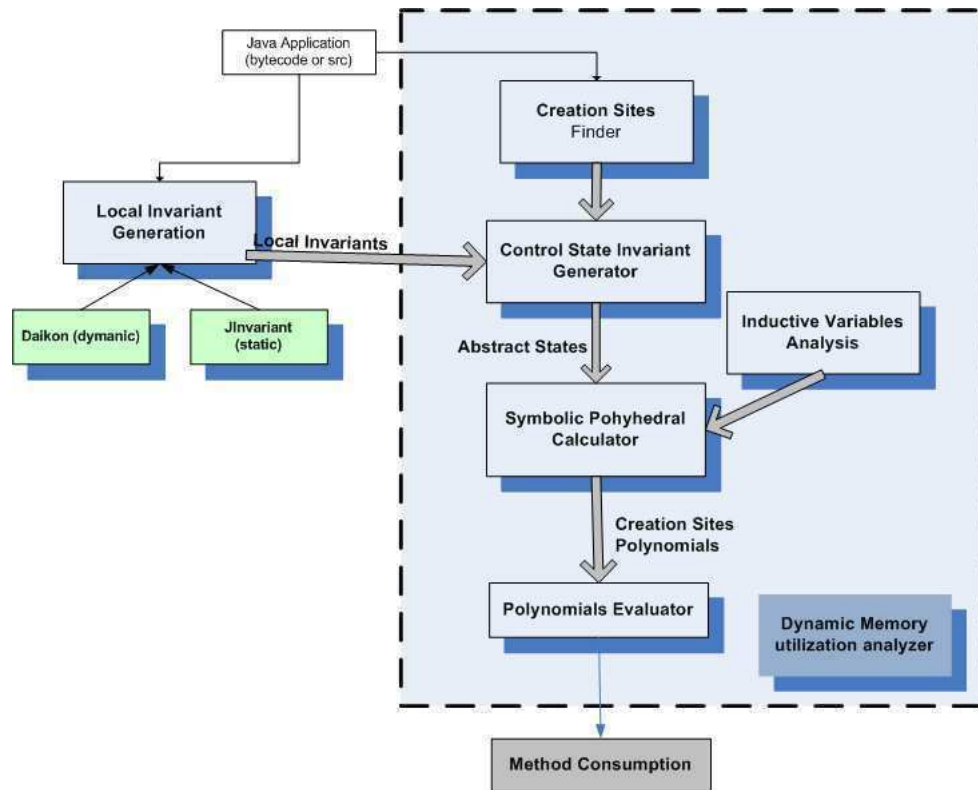 Java Application
(bytecode or src)
Creation Sites
Finder
Local Invariant
Generation
Local Invariants
Control State Invariant
Generator
Daikon (dymanic)
JInvariant
(static)
Abstract States
Inductive Variables
Analysis
Symbolic Pohyhedral
Calculator
Creation Sites
Polynomials
Polynomials Evaluator
Dynamic Memory
utilization analyzer
Method Consumption